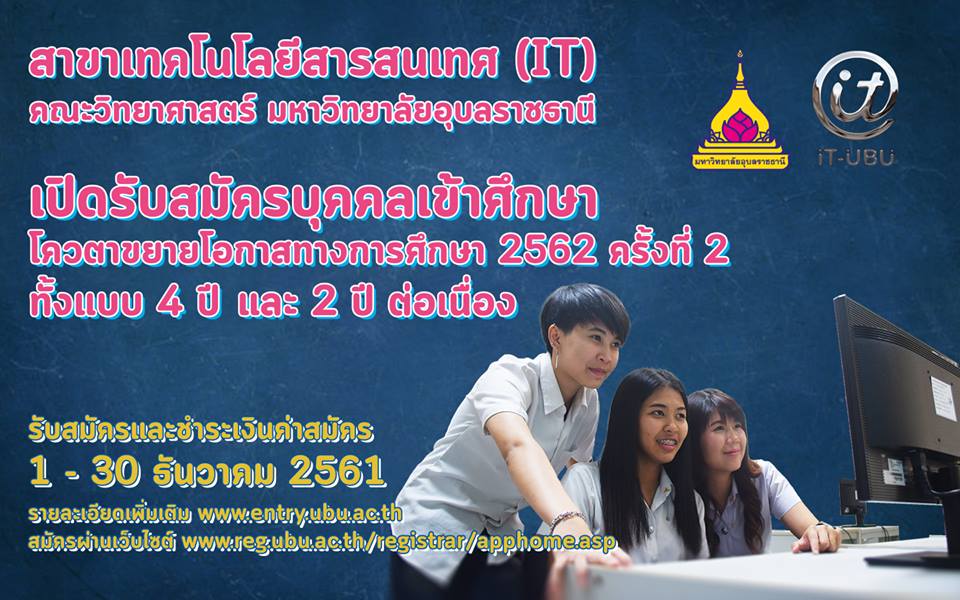 สาขาเทคโนโลยีสารสนเทศ (IT)
คณะวิทยาศาสตร์ มหาวิทยาลัยอุบลราชธานี
มหาวิทยาลัยอุบลราชธานี
it
iT-UBU
เปิดรับสมัครบุคคลเข้าศึกษา
โควตาขยายโอกาสทางการศึกษา 2562 ครั้งที่ 2
ทั้งแบบ 4 ปี และ 2 ปี ต่อเนื่อง
รับสมัครและชำระเงินค่าสมัคร
1 - 30 ธันวาคม 2561
รายละเอียดเพิ่มเติม www.entry.ubu.ac.th
สมัครผ่านเว็บไซต์ www.reg.ubu.ac.th/registrar/apphome.asp